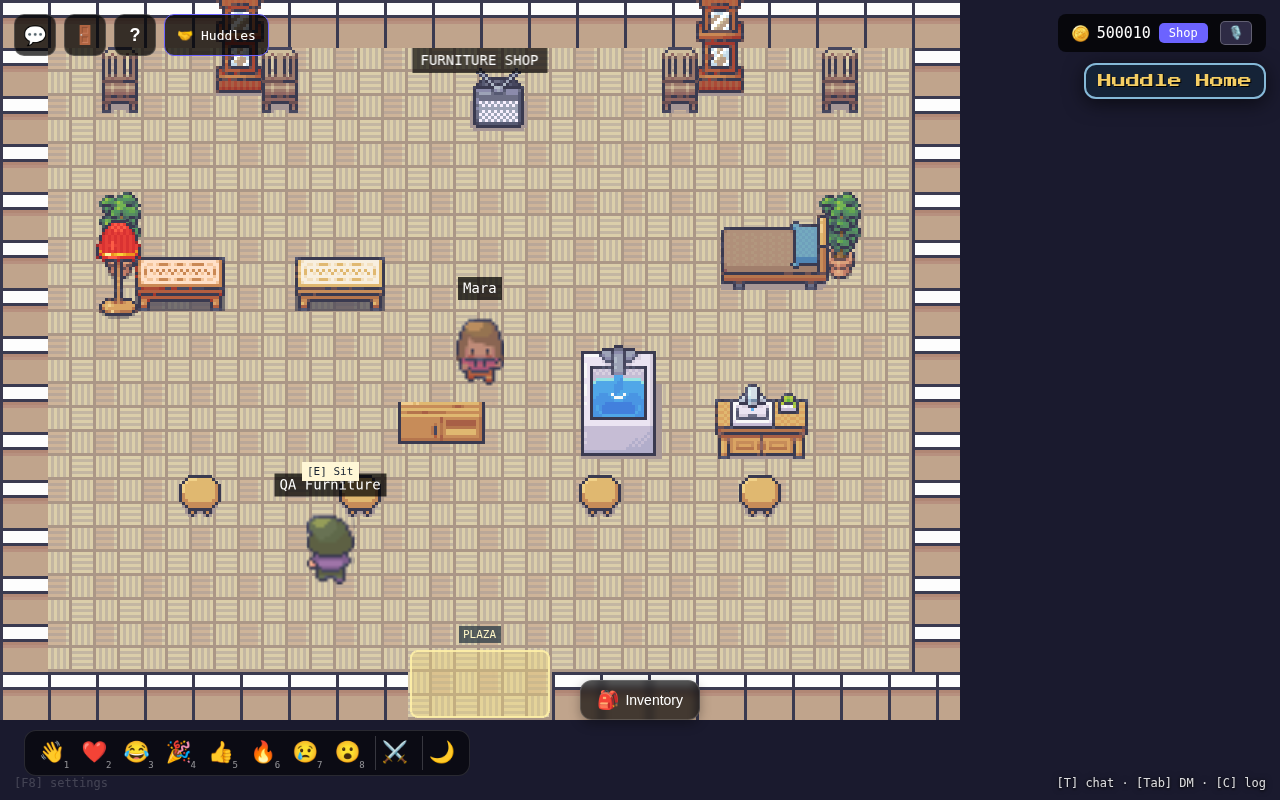 ? Huddles
500010 Shop
Huddle Home
FURNITURE SHOP
Mara
[E] Sit
QA Furniture
PLAZA
Inventory
1 2 3 4 5 6 7 8
[F8] settings
[T] chat · [Tab] DM · [C] log